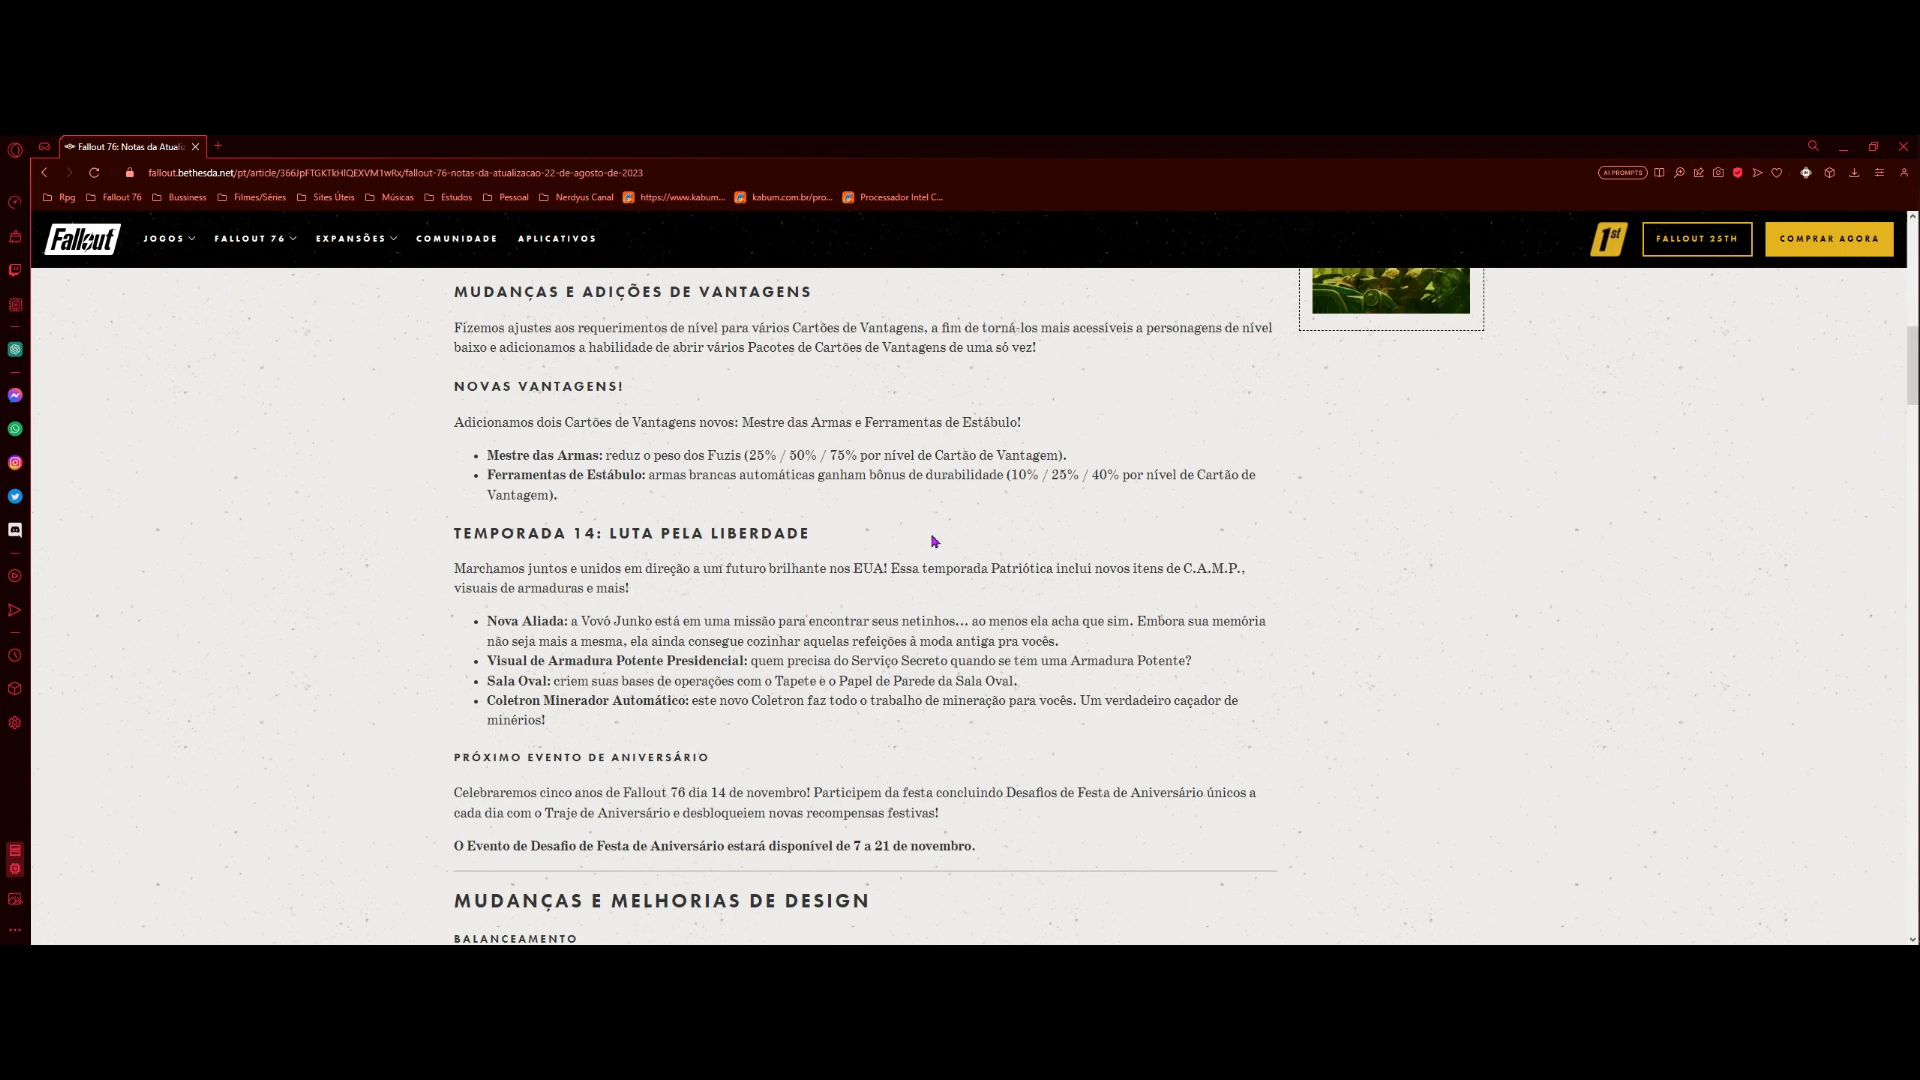 Fallout 76: Notas da Atuali
fallout.bethesda.net/pt/article/366JpFTGKTkHlQEXVM1wRx/fallout-76-notas-da-atualizacao-22-de-agosto-de-2023
AI PROMPTS
Rpg Fallout 76 Bussiness Filmes/Séries Sites Úteis Músicas Estudos Pessoal Nerdyus Canal https://www.kabum... kabum.com.br/pro... Processador Intel C...
Fallout JOGOS FALLOUT 76 EXPANSÕES COMUNIDADE APLICATIVOS 1st FALLOUT 25TH COMPRAR AGORA
MUDANÇAS E ADIÇÕES DE VANTAGENS
Fizemos ajustes aos requerimentos de nível para vários Cartões de Vantagens, a fim de torná-los mais acessíveis a personagens de nível
baixo e adicionamos a habilidade de abrir vários Pacotes de Cartões de Vantagens de uma só vez!
NOVAS VANTAGENS!
Adicionamos dois Cartões de Vantagens novos: Mestre das Armas e Ferramentas de Estábulo!
• Mestre das Armas: reduz o peso dos Fuzis (25% / 50% / 75% por nível de Cartão de Vantagem).
• Ferramentas de Estábulo: armas brancas automáticas ganham bônus de durabilidade (10% / 25% / 40% por nível de Cartão de
Vantagem).
TEMPORADA 14: LUTA PELA LIBERDADE
Marchamos juntos e unidos em direção a um futuro brilhante nos EUA! Essa temporada Patriótica inclui novos itens de C.A.M.P.,
visuais de armaduras e mais!
• Nova Aliada: a Vovó Junko está em uma missão para encontrar seus netinhos... ao menos ela acha que sim. Embora sua memória
não seja mais a mesma, ela ainda consegue cozinhar aquelas refeições à moda antiga pra vocês.
• Visual de Armadura Potente Presidencial: quem precisa do Serviço Secreto quando se tem uma Armadura Potente?
• Sala Oval: criem suas bases de operações com o Tapete e o Papel de Parede da Sala Oval.
• Coletron Minerador Automático: este novo Coletron faz todo o trabalho de mineração para vocês. Um verdadeiro caçador de
minérios!
PRÓXIMO EVENTO DE ANIVERSÁRIO
Celebraremos cinco anos de Fallout 76 dia 14 de novembro! Participem da festa concluindo Desafios de Festa de Aniversário únicos a
cada dia com o Traje de Aniversário e desbloqueiem novas recompensas festivas!
O Evento de Desafio de Festa de Aniversário estará disponível de 7 a 21 de novembro.
MUDANÇAS E MELHORIAS DE DESIGN
BALANCEAMENTO